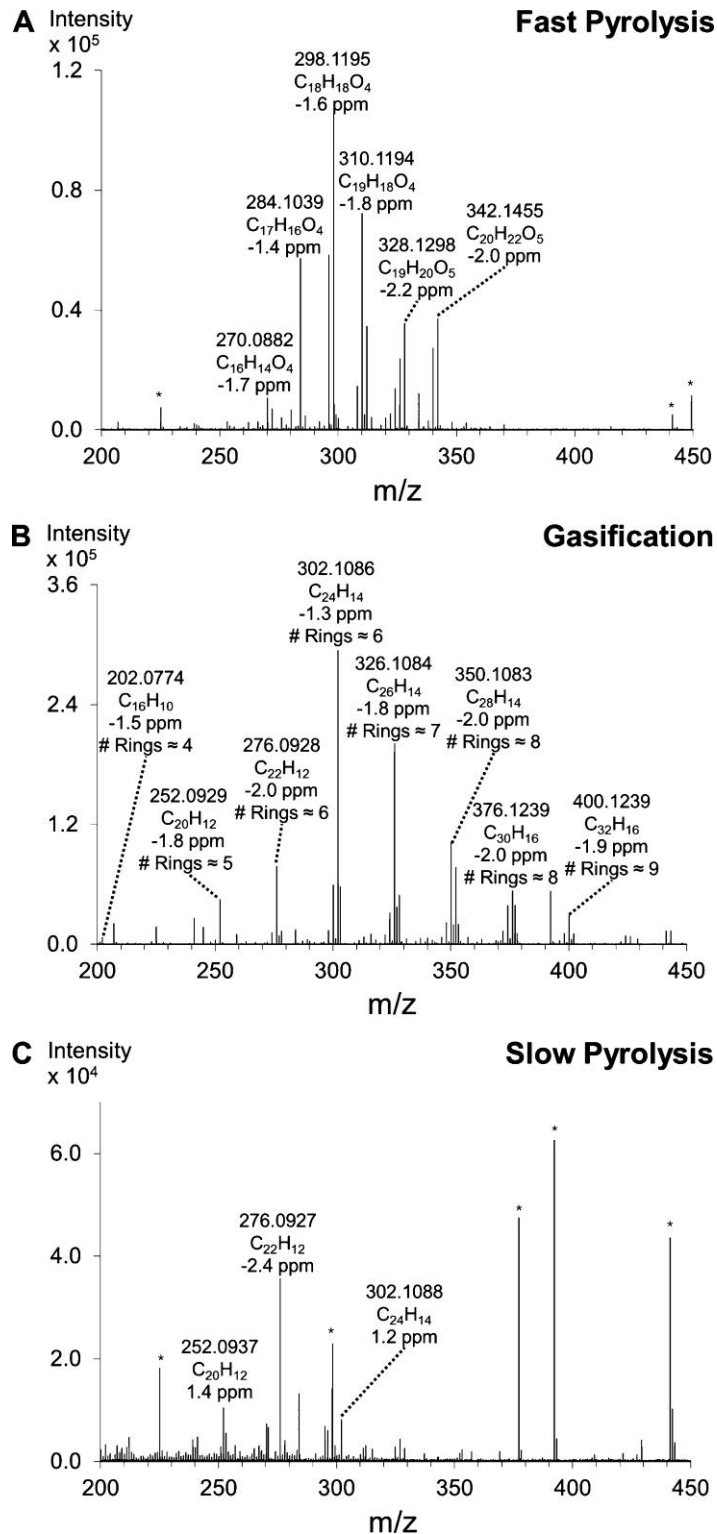 A Intensity x 10⁵ Fast Pyrolysis
298.1195
C₁₈H₁₈O₄
-1.6 ppm
310.1194
C₁₉H₁₈O₄
-1.8 ppm
284.1039
C₁₇H₁₆O₄
-1.4 ppm
342.1455
C₂₀H₂₂O₅
-2.0 ppm
328.1298
C₁₉H₂₀O₅
-2.2 ppm
270.0882
C₁₆H₁₄O₄
-1.7 ppm
* * *
1.2
0.8
0.4
0.0
200 250 300 350 400 450
m/z
B Intensity x 10⁵ Gasification
302.1086
C₂₄H₁₄
-1.3 ppm
# Rings ≈ 6
202.0774
C₁₆H₁₀
-1.5 ppm
# Rings ≈ 4
326.1084
C₂₆H₁₄
-1.8 ppm
# Rings ≈ 7
350.1083
C₂₈H₁₄
-2.0 ppm
# Rings ≈ 8
276.0928
C₂₂H₁₂
-2.0 ppm
# Rings ≈ 6
252.0929
C₂₀H₁₂
-1.8 ppm
# Rings ≈ 5
376.1239
C₃₀H₁₆
-2.0 ppm
# Rings ≈ 8
400.1239
C₃₂H₁₆
-1.9 ppm
# Rings ≈ 9
3.6
2.4
1.2
0.0
200 250 300 350 400 450
m/z
C Intensity x 10⁴ Slow Pyrolysis
276.0927
C₂₂H₁₂
-2.4 ppm
302.1088
C₂₄H₁₄
1.2 ppm
252.0937
C₂₀H₁₂
1.4 ppm
* * * * *
6.0
4.0
2.0
0.0
200 250 300 350 400 450
m/z